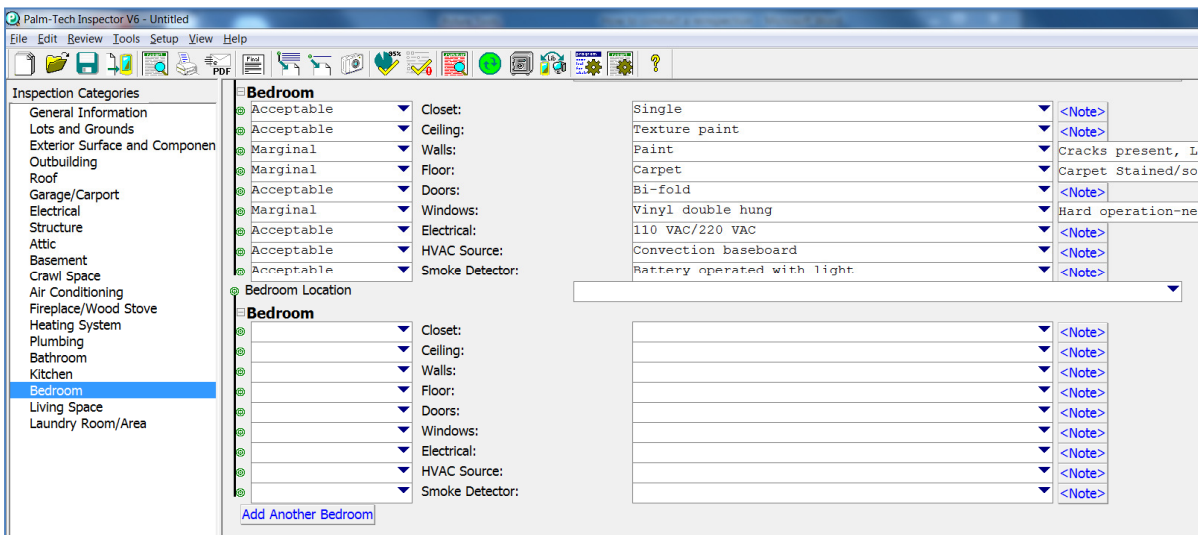 Palm-Tech Inspector V6 - Untitled
File Edit Review Tools Setup View Help
PDF Final 95% 0 Lib program
Inspection Categories
General Information
Lots and Grounds
Exterior Surface and Componen
Outbuilding
Roof
Garage/Carport
Electrical
Structure
Attic
Basement
Crawl Space
Air Conditioning
Fireplace/Wood Stove
Heating System
Plumbing
Bathroom
Kitchen
Bedroom
Living Space
Laundry Room/Area
Bedroom
Acceptable Closet: Single <Note>
Acceptable Ceiling: Texture paint <Note>
Marginal Walls: Paint Cracks present, L
Marginal Floor: Carpet Carpet Stained/so
Acceptable Doors: Bi-fold <Note>
Marginal Windows: Vinyl double hung Hard operation-ne
Acceptable Electrical: 110 VAC/220 VAC <Note>
Acceptable HVAC Source: Convection baseboard <Note>
Acceptable Smoke Detector: Battery operated with light <Note>
Bedroom Location
Bedroom
Closet: <Note>
Ceiling: <Note>
Walls: <Note>
Floor: <Note>
Doors: <Note>
Windows: <Note>
Electrical: <Note>
HVAC Source: <Note>
Smoke Detector: <Note>
Add Another Bedroom